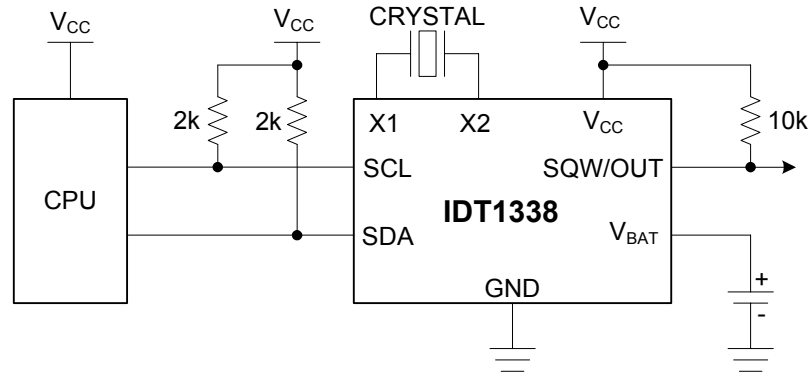 CRYSTAL
VCC
VCC
VCC
2k
2k
X1
X2
VCC
10k
SCL
SQW/OUT
CPU
IDT1338
SDA
VBAT
GND
+
-